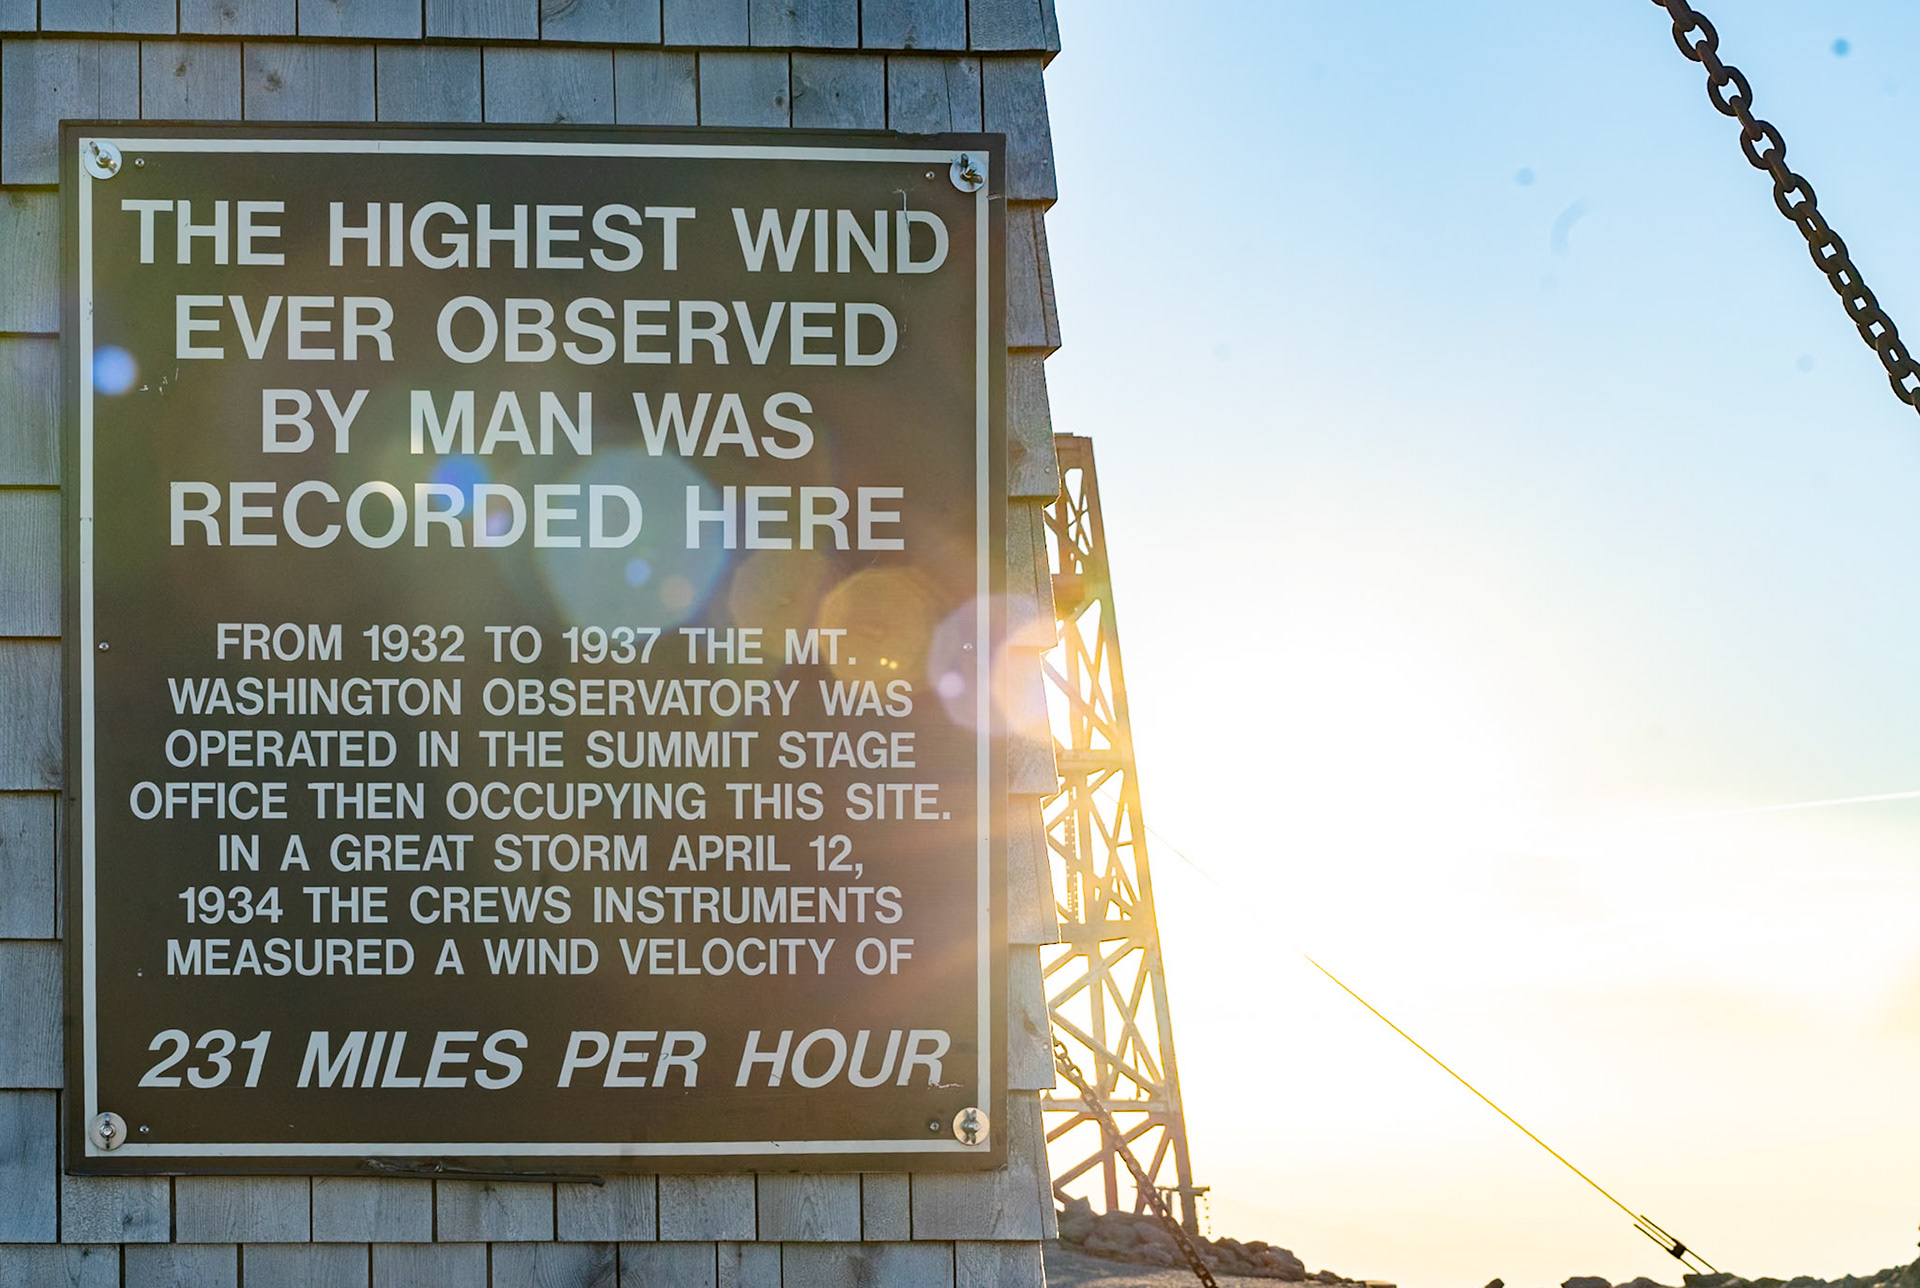 THE HIGHEST WIND
EVER OBSERVED
BY MAN WAS
RECORDED HERE
FROM 1932 TO 1937 THE MT.
WASHINGTON OBSERVATORY WAS
OPERATED IN THE SUMMIT STAGE
OFFICE THEN OCCUPYING THIS SITE.
IN A GREAT STORM APRIL 12,
1934 THE CREWS INSTRUMENTS
MEASURED A WIND VELOCITY OF
231 MILES PER HOUR